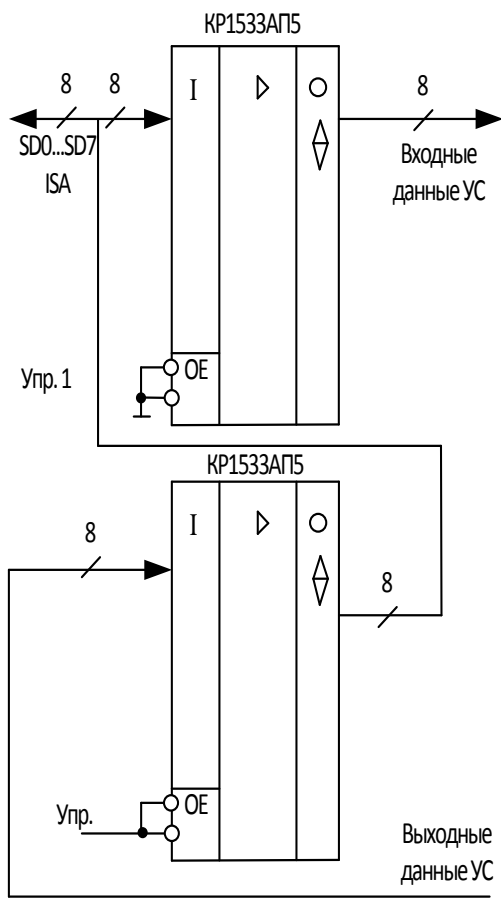 КР1533АП5
I
8 8 8
SD0...SD7
ISA
Входные
данные УС
OE
Упр. 1
КР1533АП5
I
8
8
OE
Упр.
Выходные
данные УС